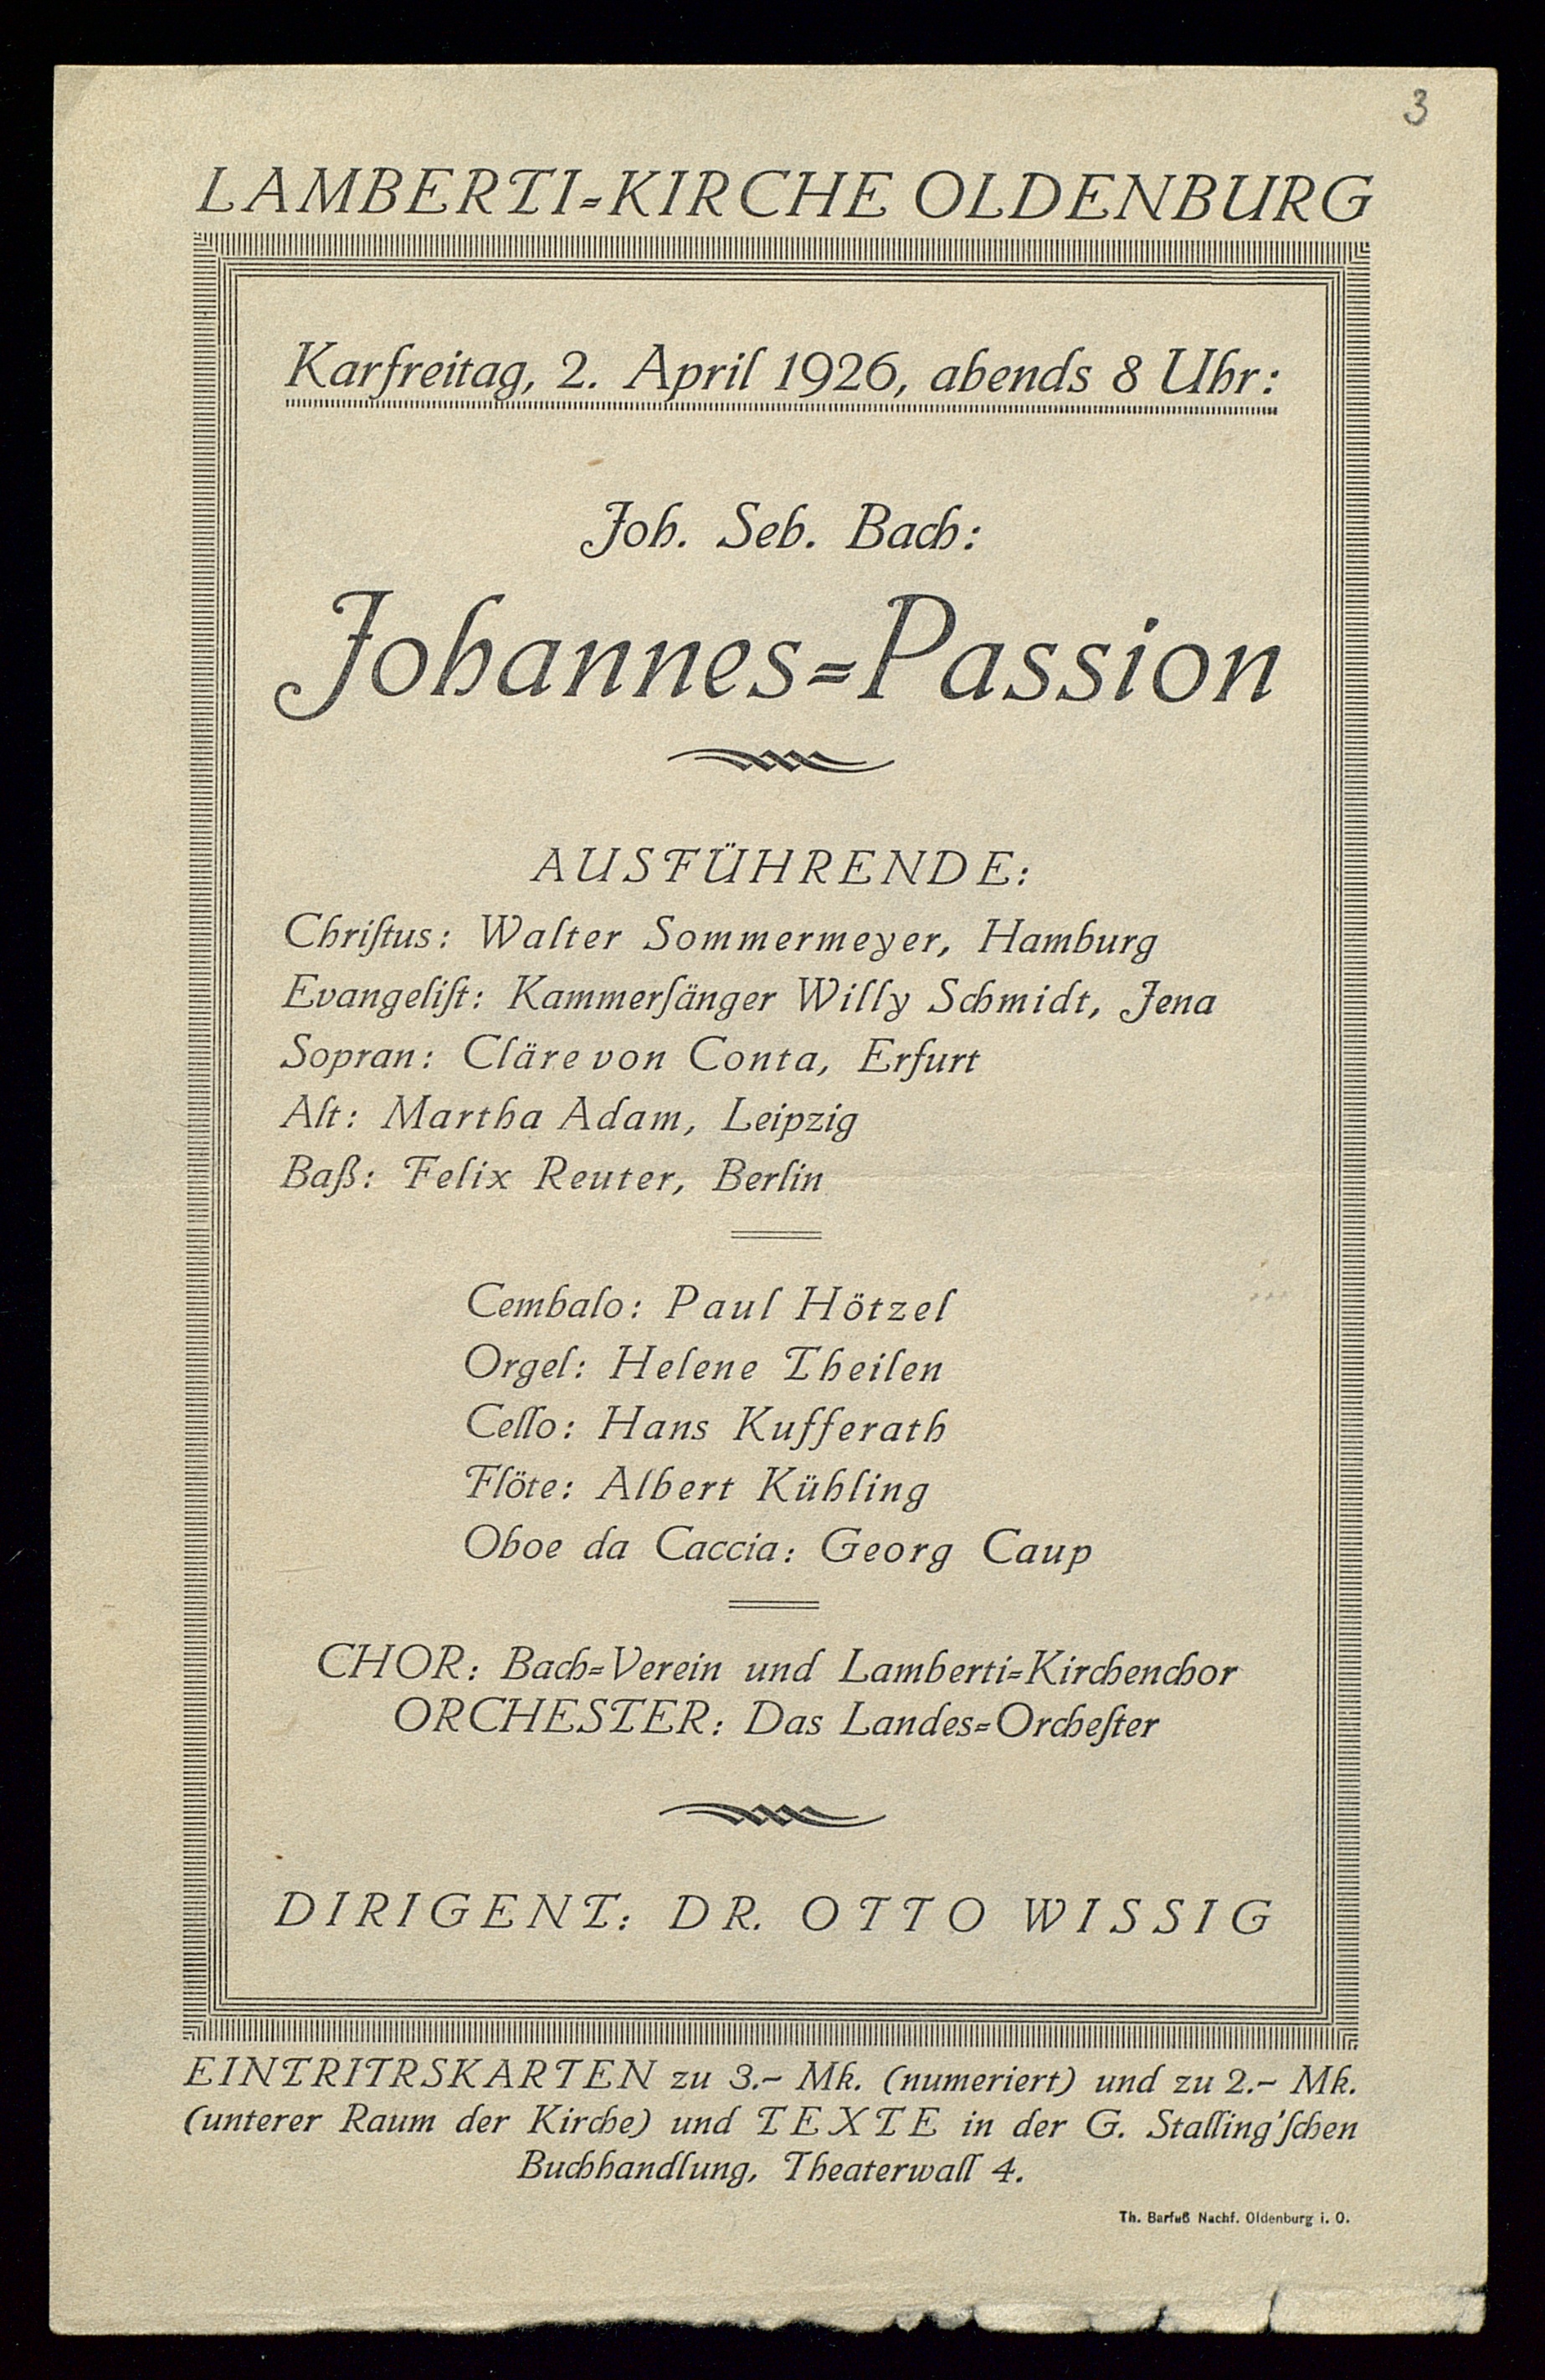 3
LAMBERTI=KIRCHE OLDENBURG
Karfreitag, 2. April 1926, abends 8 Uhr:
Joh. Seb. Bach:
Johannes=Passion
AUSFÜHRENDE:
Chriſtus: Walter Sommermeyer, Hamburg
Evangeliſt: Kammerſänger Willy Schmidt, Jena
Sopran: Cläre von Conta, Erfurt
Alt: Martha Adam, Leipzig
Baß: Felix Reuter, Berlin
Cembalo: Paul Hötzel
Orgel: Helene Theilen
Cello: Hans Kufferath
Flöte: Albert Kühling
Oboe da Caccia: Georg Caup
CHOR: Bach=Verein und Lamberti=Kirchenchor
ORCHESTER: Das Landes=Orcheſter
DIRIGENT: DR. OTTO WISSIG
EINTRITRSKARTEN zu 3.– Mk. (numeriert) und zu 2.– Mk.
(unterer Raum der Kirche) und TEXTE in der G. Stalling'ſchen
Buchhandlung, Theaterwall 4.
Th. Barfuß Nachf. Oldenburg i. O.